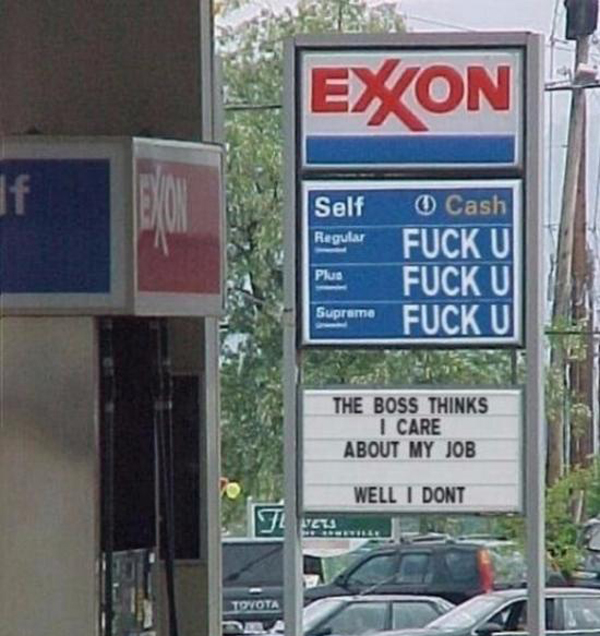 EXXON
Self Cash
Regular FUCK U
Plus FUCK U
Supreme FUCK U
THE BOSS THINKS
I CARE
ABOUT MY JOB
WELL I DONT
lf
EXXON
TOYOTA